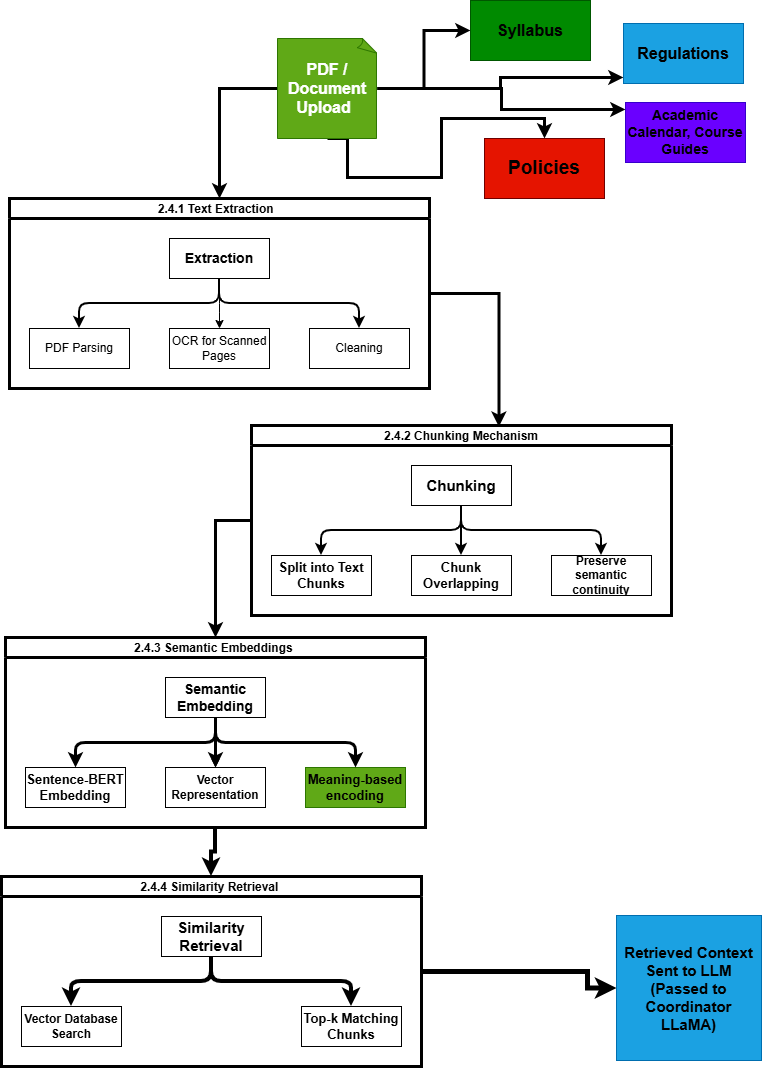 Syllabus
PDF /
Document
Upload
Regulations
Academic
Calendar, Course
Guides
Policies
2.4.1 Text Extraction
Extraction
PDF Parsing
OCR for Scanned
Pages
Cleaning
2.4.2 Chunking Mechanism
Chunking
Split into Text
Chunks
Chunk
Overlapping
Preserve
semantic
continuity
2.4.3 Semantic Embeddings
Semantic
Embedding
Sentence-BERT
Embedding
Vector
Representation
Meaning-based
encoding
2.4.4 Similarity Retrieval
Similarity
Retrieval
Vector Database
Search
Top-k Matching
Chunks
Retrieved Context
Sent to LLM
(Passed to
Coordinator
LLaMA)